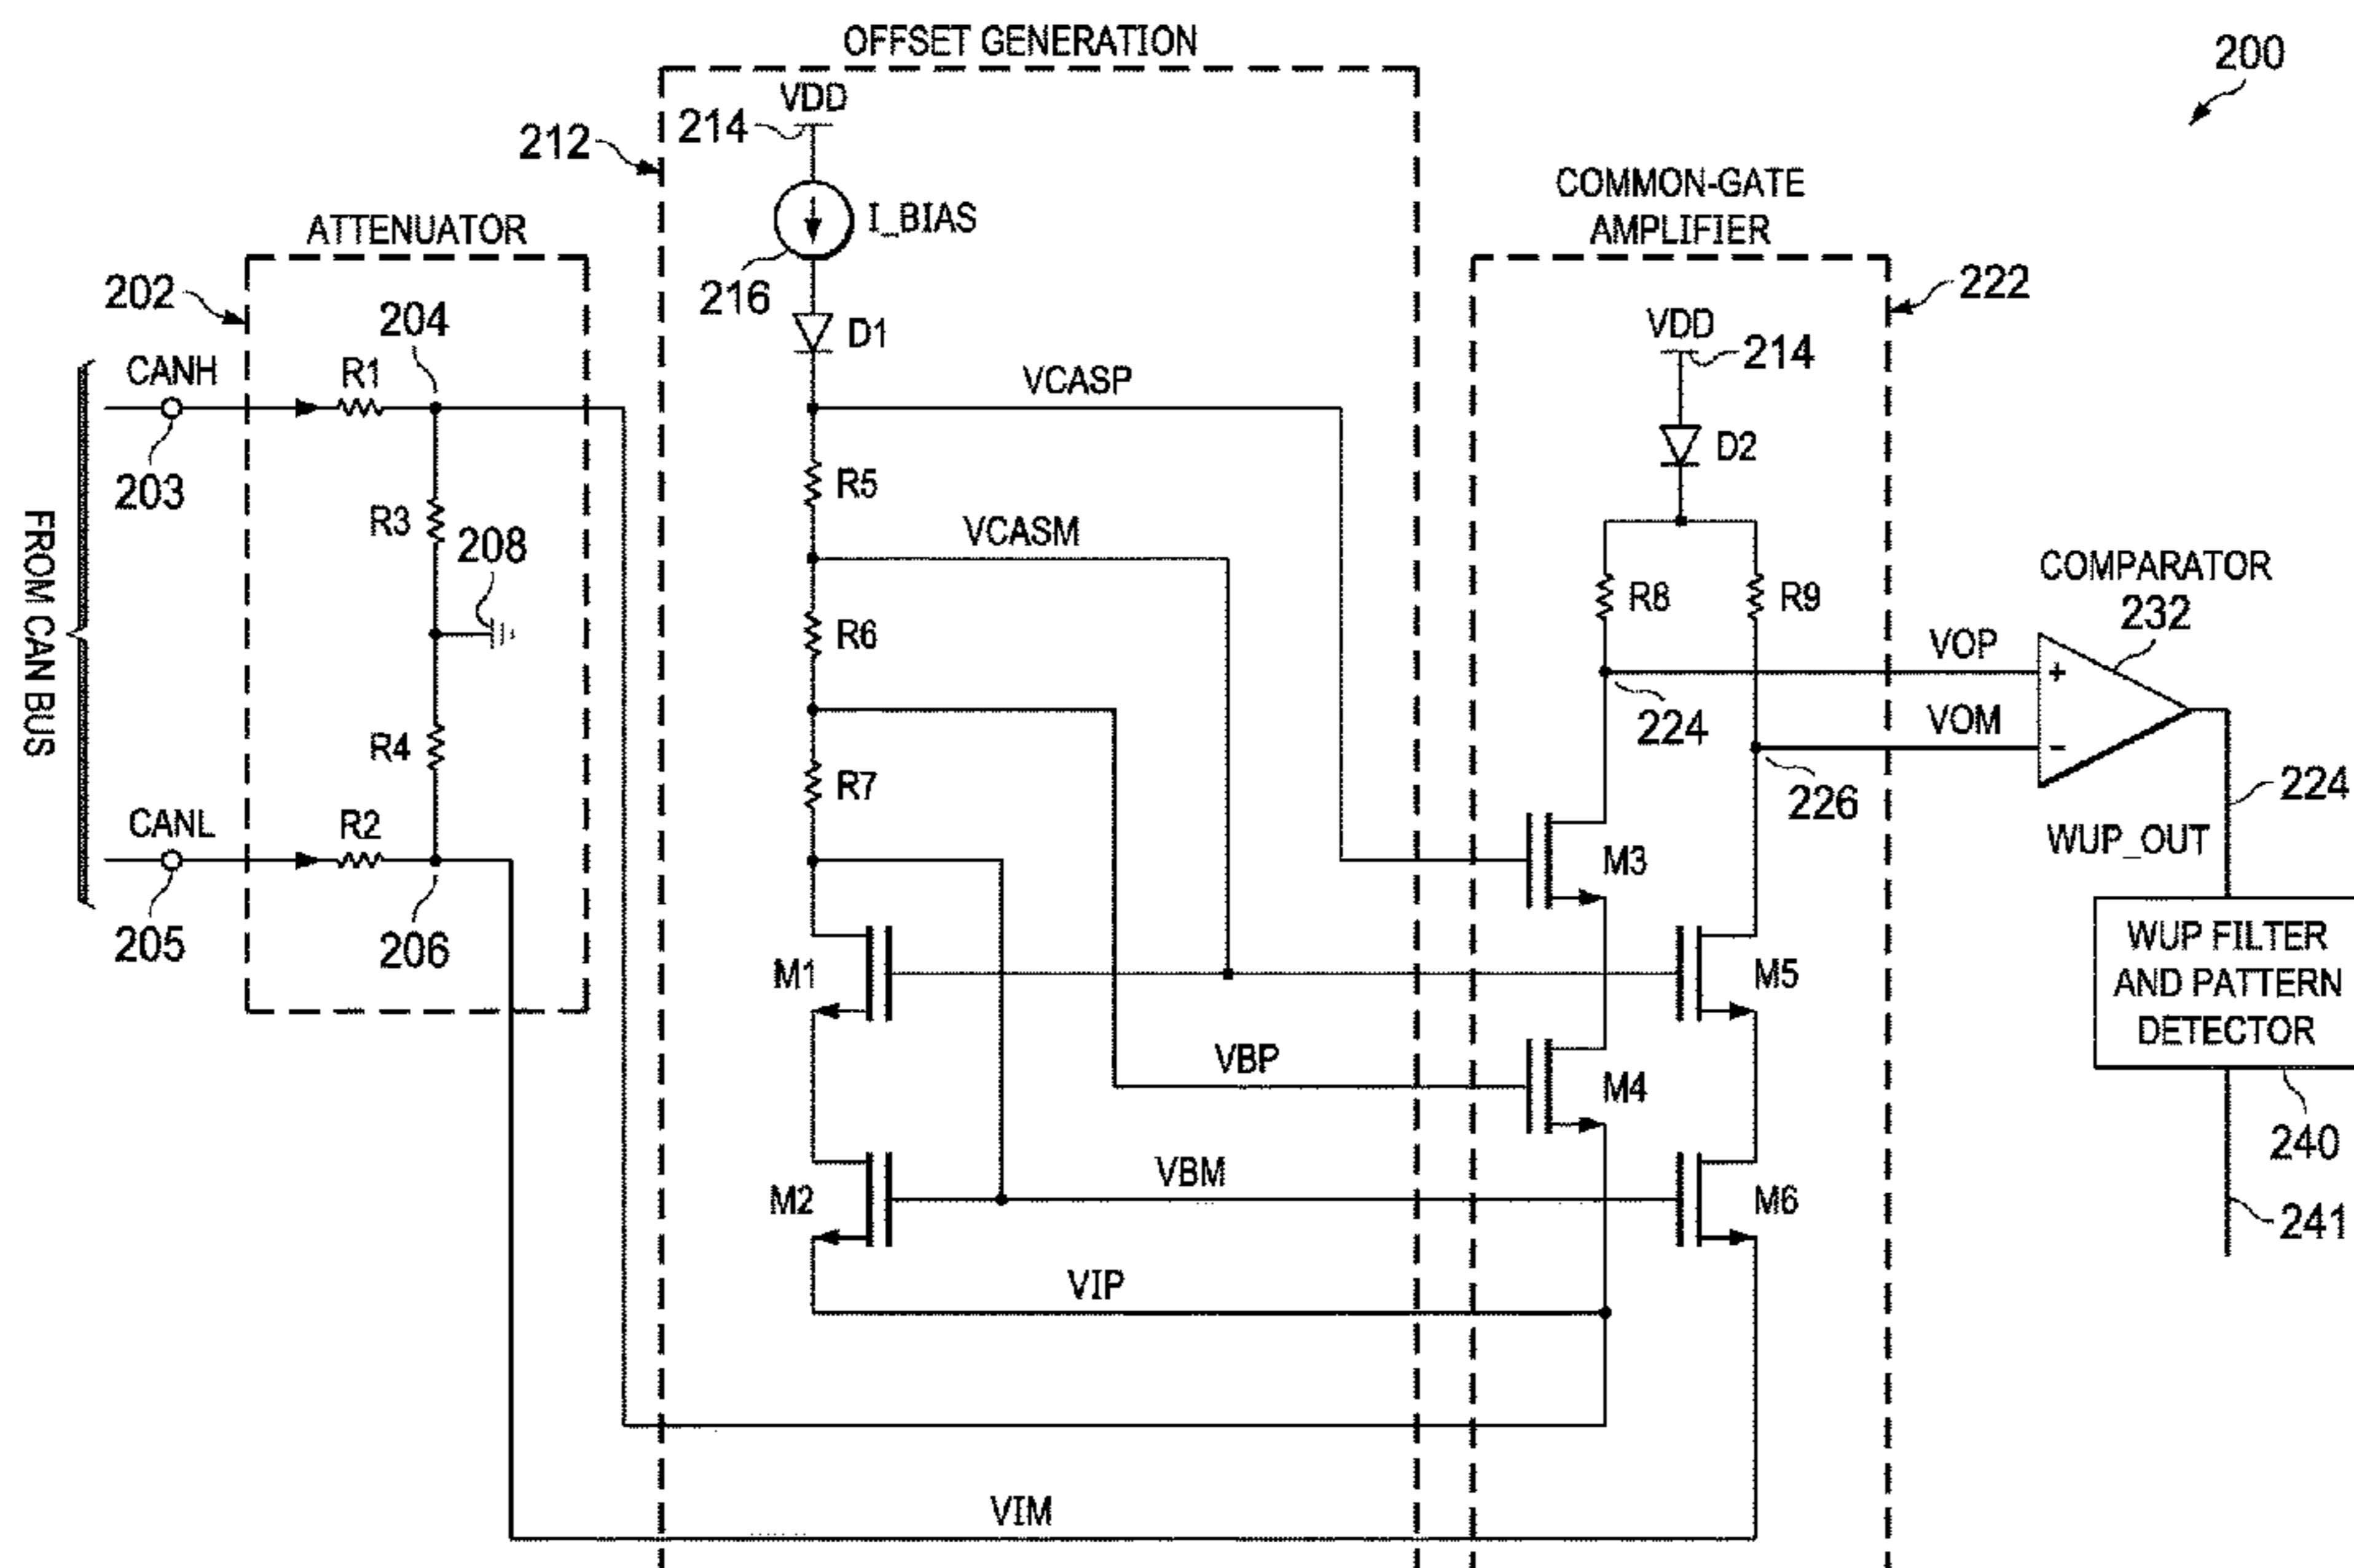 OFFSET GENERATION
200
VDD
214
212
I_BIAS
216
COMMON-GATE
AMPLIFIER
ATTENUATOR
202
204
222
VDD
214
D1
CANH
R1
VCASP
D2
203
R5
R3
208
VCASM
FROM CAN BUS
R6
R8
R9
COMPARATOR
232
VOP
R4
R7
224
VOM
226
224
CANL
R2
WUP_OUT
M3
205
206
M1
M5
WUP FILTER
AND PATTERN
DETECTOR
VBP
M4
240
M2
VBM
M6
241
VIP
VIM
+
−